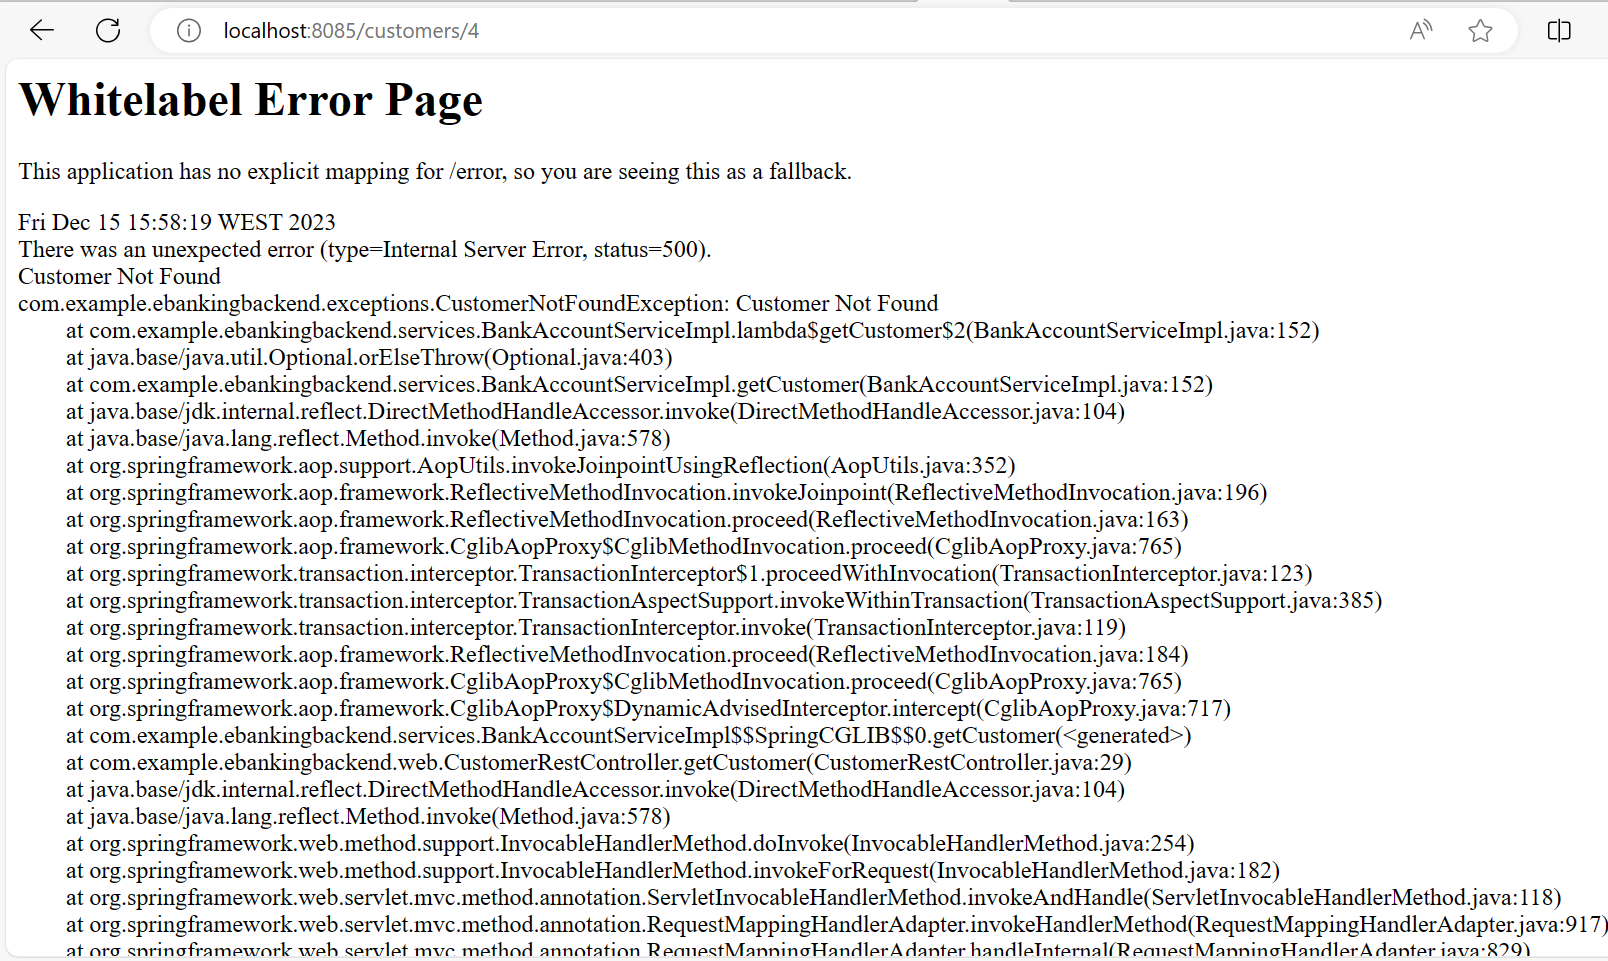 localhost:8085/customers/4
Whitelabel Error Page
This application has no explicit mapping for /error, so you are seeing this as a fallback.
Fri Dec 15 15:58:19 WEST 2023
There was an unexpected error (type=Internal Server Error, status=500).
Customer Not Found
com.example.ebankingbackend.exceptions.CustomerNotFoundException: Customer Not Found
at com.example.ebankingbackend.services.BankAccountServiceImpl.lambda$getCustomer$2(BankAccountServiceImpl.java:152)
at java.base/java.util.Optional.orElseThrow(Optional.java:403)
at com.example.ebankingbackend.services.BankAccountServiceImpl.getCustomer(BankAccountServiceImpl.java:152)
at java.base/jdk.internal.reflect.DirectMethodHandleAccessor.invoke(DirectMethodHandleAccessor.java:104)
at java.base/java.lang.reflect.Method.invoke(Method.java:578)
at org.springframework.aop.support.AopUtils.invokeJoinpointUsingReflection(AopUtils.java:352)
at org.springframework.aop.framework.ReflectiveMethodInvocation.invokeJoinpoint(ReflectiveMethodInvocation.java:196)
at org.springframework.aop.framework.ReflectiveMethodInvocation.proceed(ReflectiveMethodInvocation.java:163)
at org.springframework.aop.framework.CglibAopProxy$CglibMethodInvocation.proceed(CglibAopProxy.java:765)
at org.springframework.transaction.interceptor.TransactionInterceptor$1.proceedWithInvocation(TransactionInterceptor.java:123)
at org.springframework.transaction.interceptor.TransactionAspectSupport.invokeWithinTransaction(TransactionAspectSupport.java:385)
at org.springframework.transaction.interceptor.TransactionInterceptor.invoke(TransactionInterceptor.java:119)
at org.springframework.aop.framework.ReflectiveMethodInvocation.proceed(ReflectiveMethodInvocation.java:184)
at org.springframework.aop.framework.CglibAopProxy$CglibMethodInvocation.proceed(CglibAopProxy.java:765)
at org.springframework.aop.framework.CglibAopProxy$DynamicAdvisedInterceptor.intercept(CglibAopProxy.java:717)
at com.example.ebankingbackend.services.BankAccountServiceImpl$$SpringCGLIB$$0.getCustomer(<generated>)
at com.example.ebankingbackend.web.CustomerRestController.getCustomer(CustomerRestController.java:29)
at java.base/jdk.internal.reflect.DirectMethodHandleAccessor.invoke(DirectMethodHandleAccessor.java:104)
at java.base/java.lang.reflect.Method.invoke(Method.java:578)
at org.springframework.web.method.support.InvocableHandlerMethod.doInvoke(InvocableHandlerMethod.java:254)
at org.springframework.web.method.support.InvocableHandlerMethod.invokeForRequest(InvocableHandlerMethod.java:182)
at org.springframework.web.servlet.mvc.method.annotation.ServletInvocableHandlerMethod.invokeAndHandle(ServletInvocableHandlerMethod.java:118)
at org.springframework.web.servlet.mvc.method.annotation.RequestMappingHandlerAdapter.invokeHandlerMethod(RequestMappingHandlerAdapter.java:917)
at org.springframework.web.servlet.mvc.method.annotation.RequestMappingHandlerAdapter.handleInternal(RequestMappingHandlerAdapter.java:829)